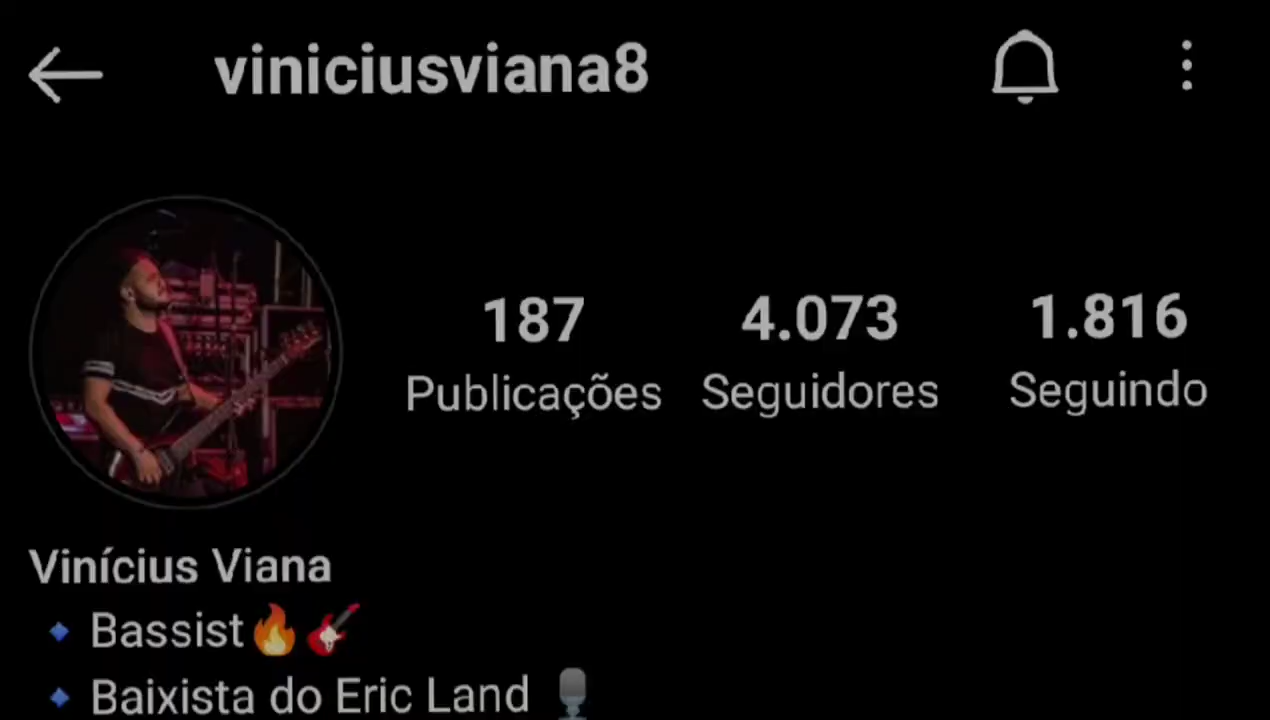 viniciusviana8
187 4.073 1.816
Publicações Seguidores Seguindo
Vinícius Viana
🔹 Bassist🔥🎸
🔹 Baixista do Eric Land 🎙️